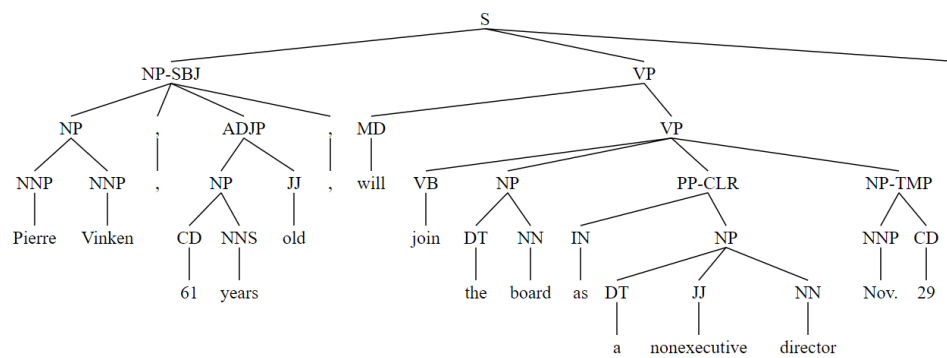 S
NP-SBJ VP
NP , ADJP , MD VP
NNP NNP , NP JJ , will VB NP PP-CLR NP-TMP
Pierre Vinken CD NNS old join DT NN IN NP NNP CD
61 years the board as DT JJ NN Nov. 29
a nonexecutive director